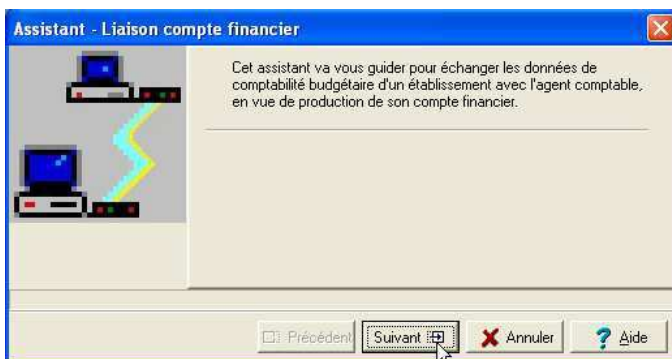 Assistant - Liaison compte financier
Cet assistant va vous guider pour échanger les données de
comptabilité budgétaire d'un établissement avec l'agent comptable,
en vue de production de son compte financier.
Précédent Suivant Annuler Aide